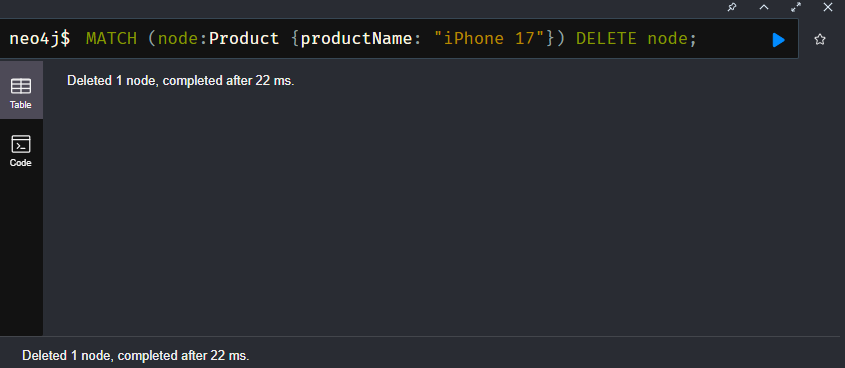 neo4j$ MATCH (node:Product {productName: "iPhone 17"}) DELETE node;
Table
Deleted 1 node, completed after 22 ms.
Code
Deleted 1 node, completed after 22 ms.